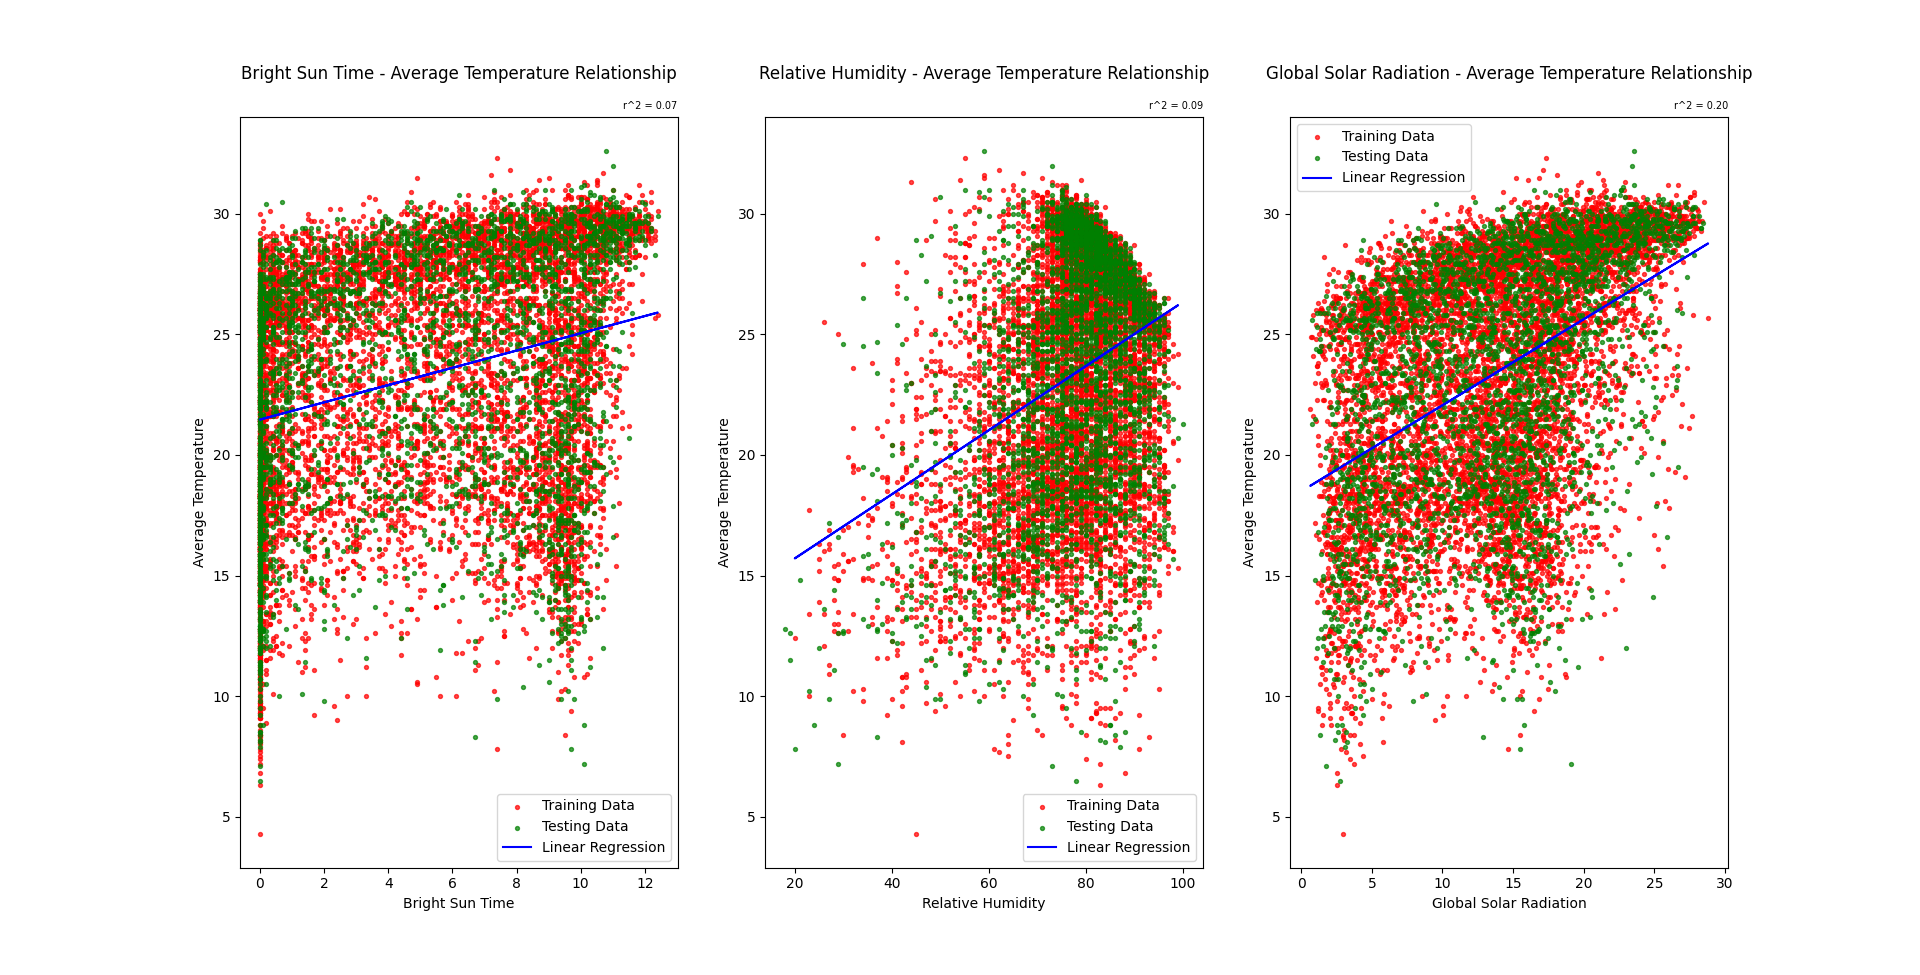 Bright Sun Time - Average Temperature Relationship
r^2 = 0.07
30
25
20
15
10
5
Average Temperature
0 2 4 6 8 10 12
Bright Sun Time
Training Data
Testing Data
Linear Regression
Relative Humidity - Average Temperature Relationship
r^2 = 0.09
30
25
20
15
10
5
Average Temperature
20 40 60 80 100
Relative Humidity
Training Data
Testing Data
Linear Regression
Global Solar Radiation - Average Temperature Relationship
r^2 = 0.20
Training Data
Testing Data
Linear Regression
30
25
20
15
10
5
Average Temperature
0 5 10 15 20 25 30
Global Solar Radiation